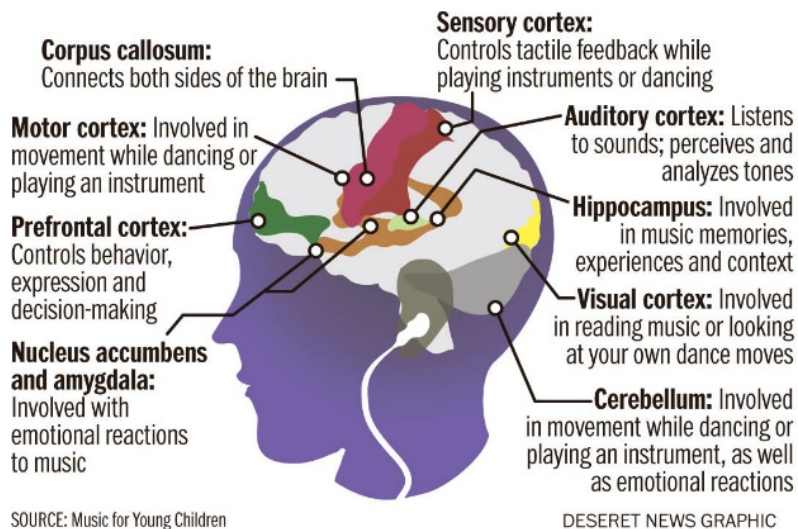 Corpus callosum:
Connects both sides of the brain
Motor cortex: Involved in
movement while dancing or
playing an instrument
Prefrontal cortex:
Controls behavior,
expression and
decision-making
Nucleus accumbens
and amygdala:
Involved with
emotional reactions
to music
Sensory cortex:
Controls tactile feedback while
playing instruments or dancing
Auditory cortex: Listens
to sounds; perceives and
analyzes tones
Hippocampus: Involved
in music memories,
experiences and context
Visual cortex: Involved
in reading music or looking
at your own dance moves
Cerebellum: Involved
in movement while dancing or
playing an instrument, as well
as emotional reactions
SOURCE: Music for Young Children
DESERET NEWS GRAPHIC